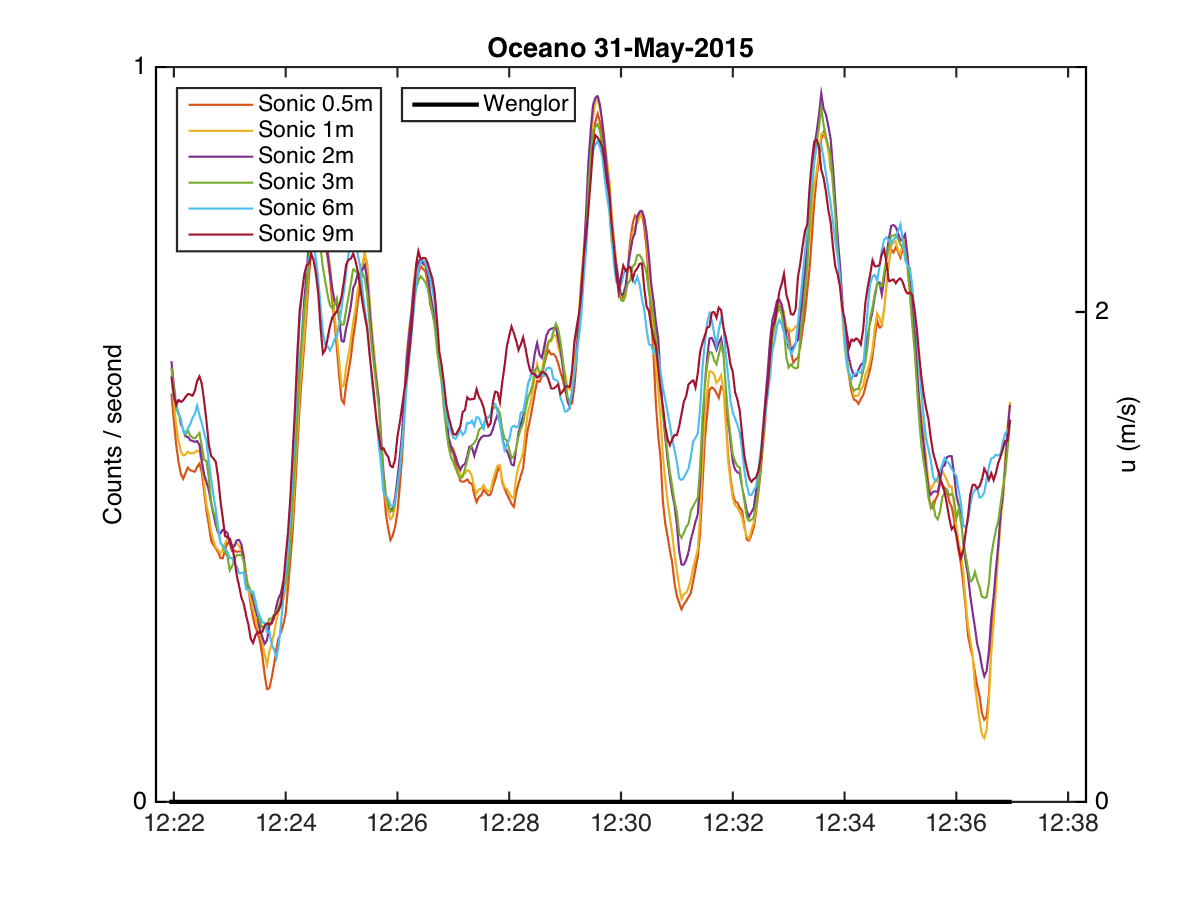 Oceano 31-May-2015
1
Sonic 0.5m
Sonic 1m
Sonic 2m
Sonic 3m
Sonic 6m
Sonic 9m
Wenglor
Counts / second
2
u (m/s)
0
0
12:22 12:24 12:26 12:28 12:30 12:32 12:34 12:36 12:38